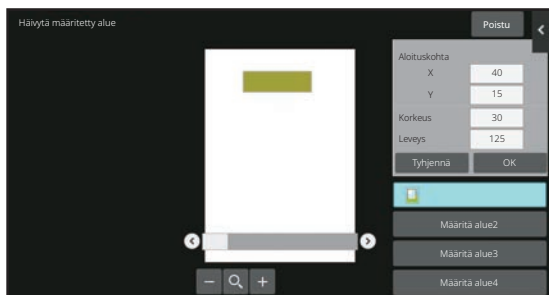 Häivytä määritetty alue
Poistu
Aloituskohta
X 40
Y 15
Korkeus 30
Leveys 125
Tyhjennä OK
Määritä alue2
Määritä alue3
Määritä alue4